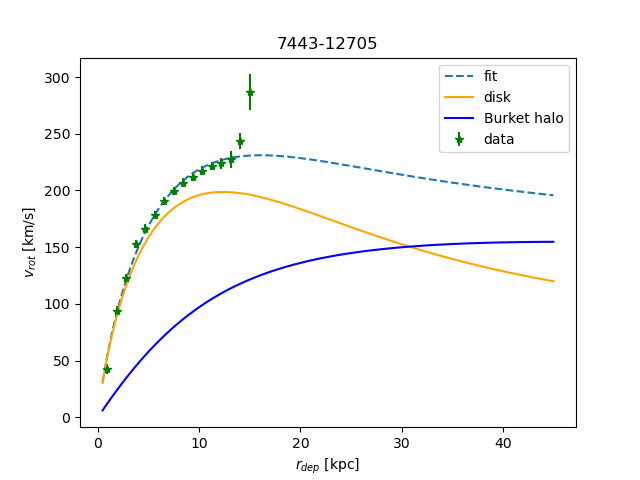 7443-12705
300
250
200
150
100
50
0
v_rot [km/s]
fit
disk
Burket halo
data
0 10 20 30 40
r_dep [kpc]